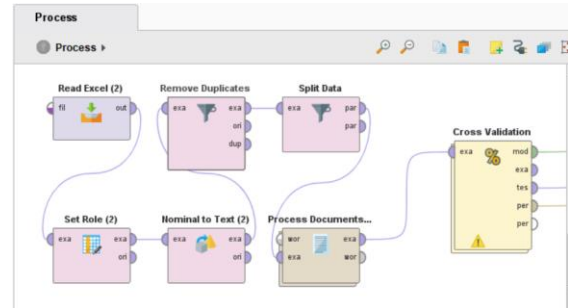 Process
Process
Read Excel (2)
fil
out
Remove Duplicates
exa
exa
ori
dup
Split Data
exa
par
par
Cross Validation
exa
mod
exa
tes
per
per
Set Role (2)
exa
exa
ori
Nominal to Text (2)
exa
exa
ori
Process Documents...
wor
exa
exa
wor